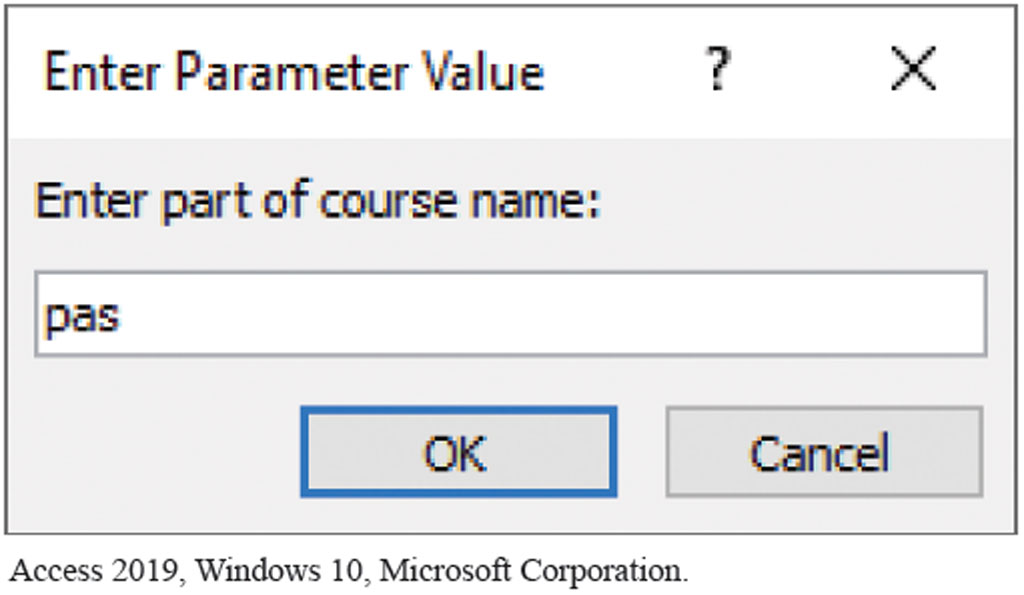 Enter Parameter Value ? X
Enter part of course name:
pas
OK Cancel
Access 2019, Windows 10, Microsoft Corporation.